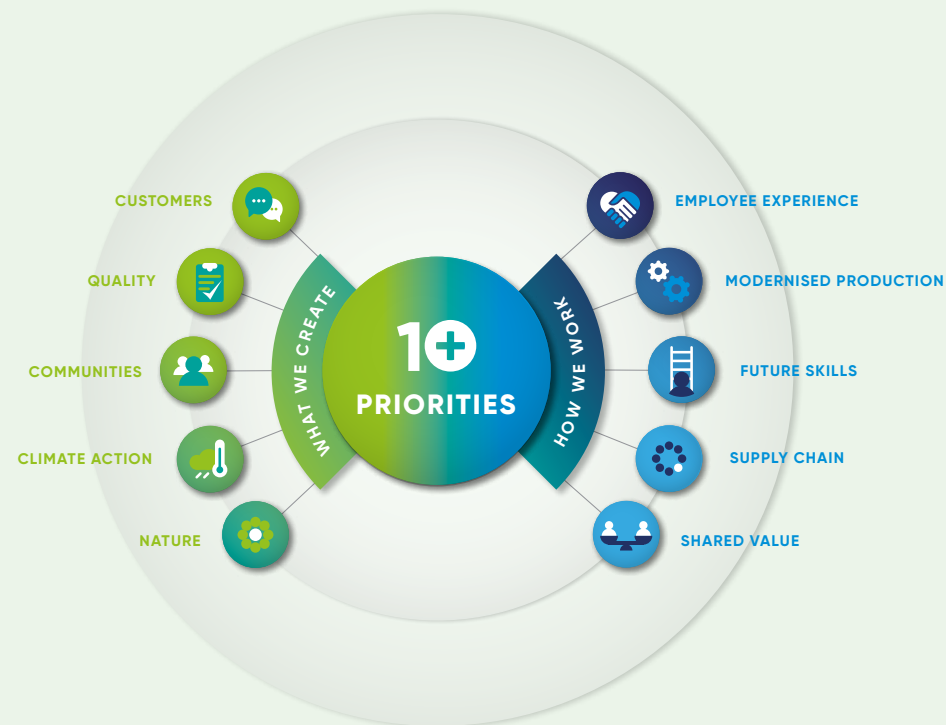 CUSTOMERS
QUALITY
COMMUNITIES
CLIMATE ACTION
NATURE
WHAT WE CREATE
1+
PRIORITIES
HOW WE WORK
EMPLOYEE EXPERIENCE
MODERNISED PRODUCTION
FUTURE SKILLS
SUPPLY CHAIN
SHARED VALUE